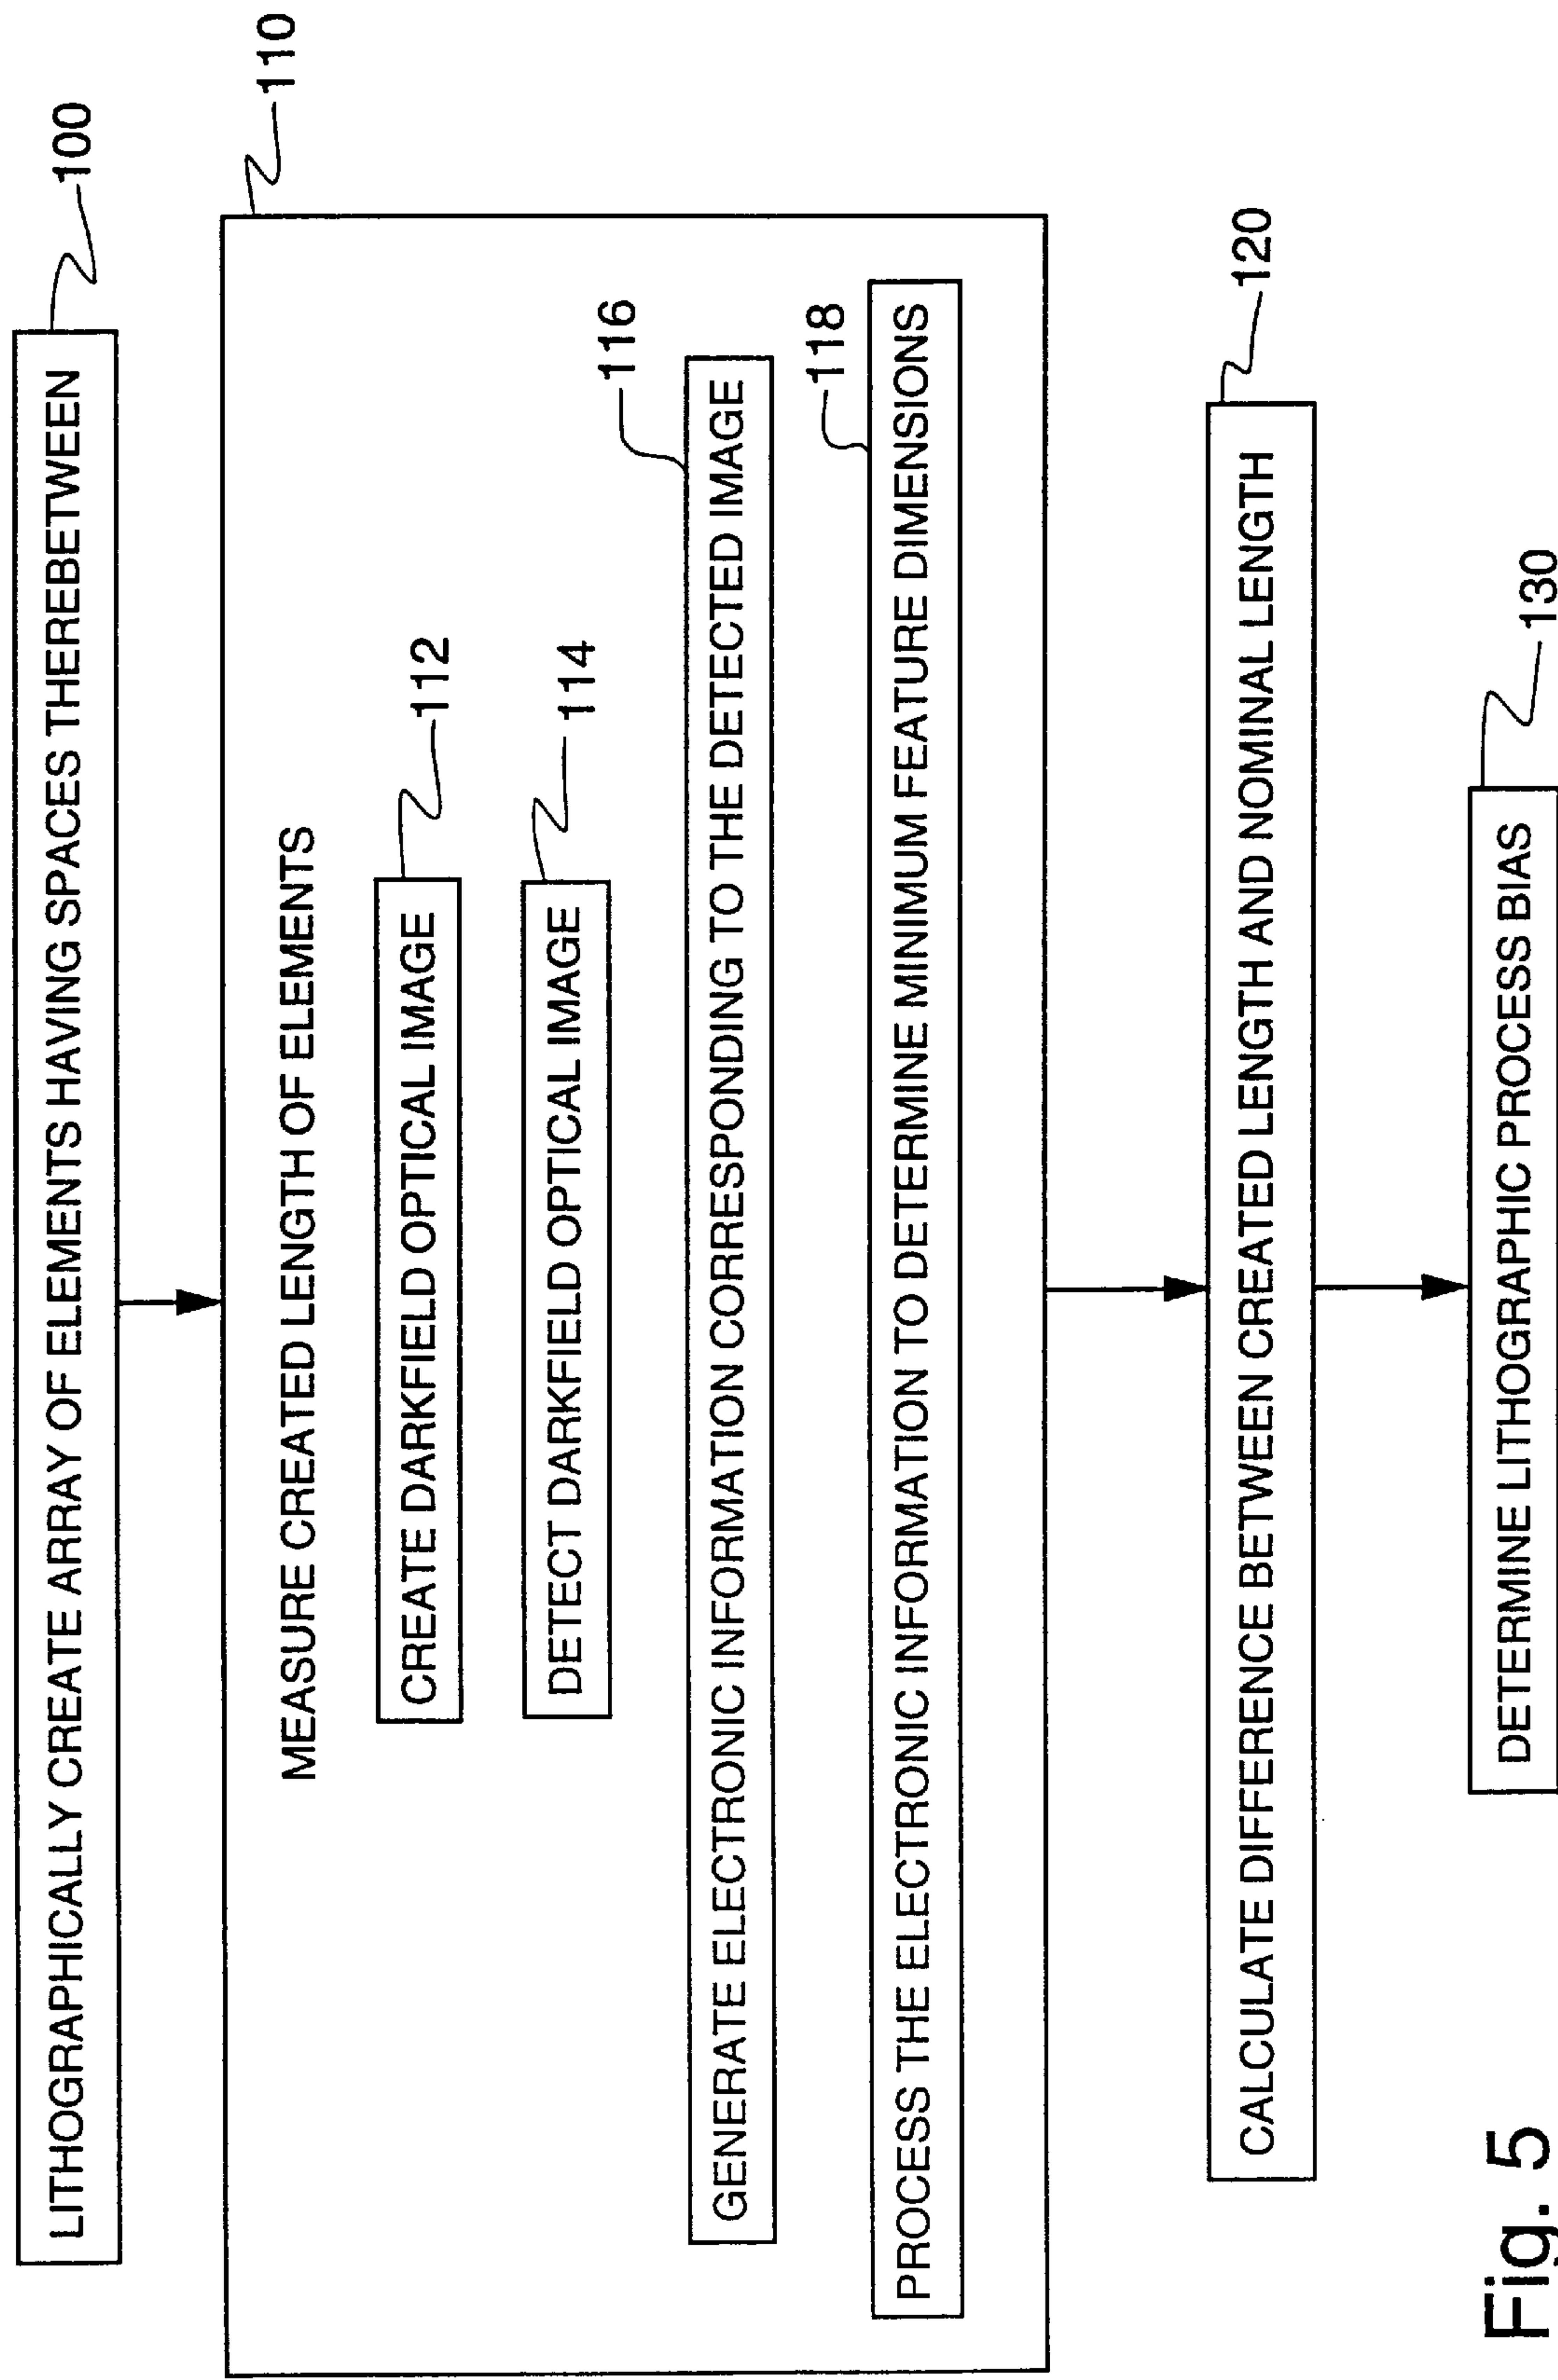 LITHOGRAPHICALLY CREATE ARRAY OF ELEMENTS HAVING SPACES THEREBETWEEN
100
110
MEASURE CREATED LENGTH OF ELEMENTS
CREATE DARKFIELD OPTICAL IMAGE
112
DETECT DARKFIELD OPTICAL IMAGE
114
GENERATE ELECTRONIC INFORMATION CORRESPONDING TO THE DETECTED IMAGE
116
PROCESS THE ELECTRONIC INFORMATION TO DETERMINE MINIMUM FEATURE DIMENSIONS
118
CALCULATE DIFFERENCE BETWEEN CREATED LENGTH AND NOMINAL LENGTH
120
DETERMINE LITHOGRAPHIC PROCESS BIAS
130
Fig. 5